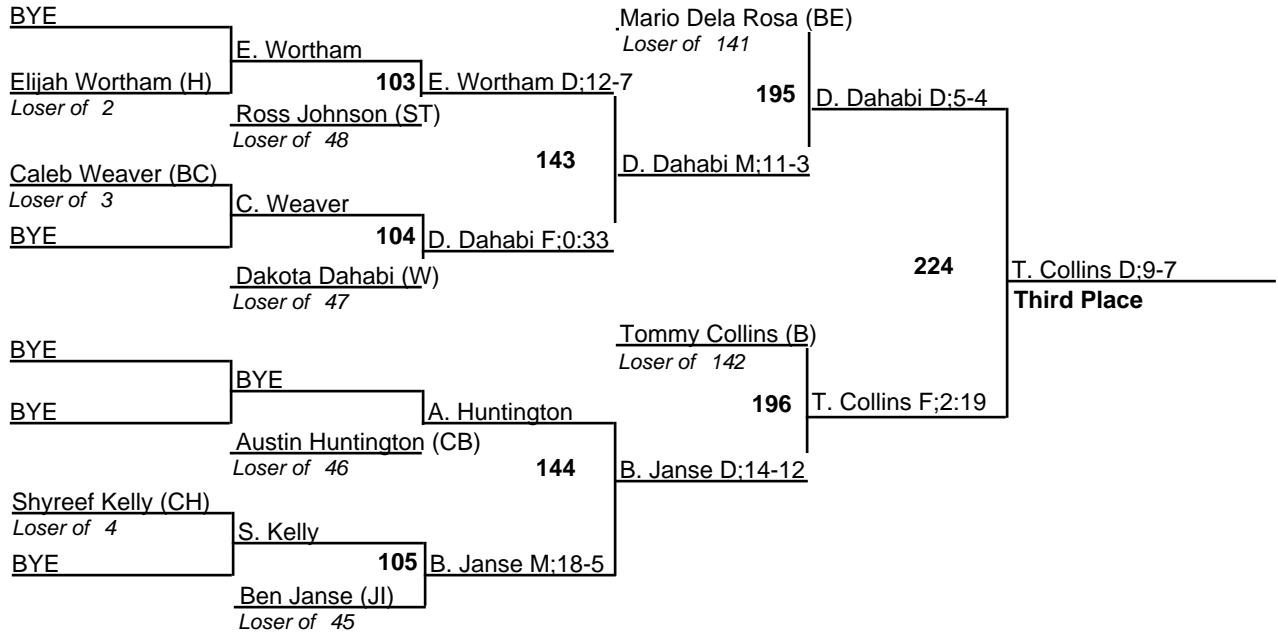 BYE
Elijah Wortham (H)
Loser of 2
Caleb Weaver (BC)
Loser of 3
BYE
BYE
BYE
Shyreef Kelly (CH)
Loser of 4
BYE
E. Wortham
103
Ross Johnson (ST)
Loser of 48
C. Weaver
104
Dakota Dahabi (W)
Loser of 47
BYE
Austin Huntington (CB)
Loser of 46
S. Kelly
105
Ben Janse (JI)
Loser of 45
E. Wortham D;12-7
143
D. Dahabi F;0:33
A. Huntington
144
B. Janse M;18-5
Mario Dela Rosa (BE)
Loser of 141
195
D. Dahabi M;11-3
Tommy Collins (B)
Loser of 142
196
B. Janse D;14-12
D. Dahabi D;5-4
224
T. Collins F;2:19
T. Collins D;9-7
Third Place